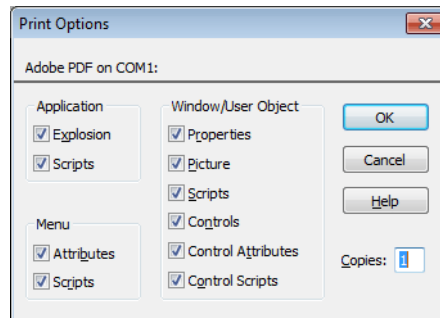 Print Options
Adobe PDF on COM1:
Application
Explosion
Scripts
Menu
Attributes
Scripts
Window/User Object
Properties
Picture
Scripts
Controls
Control Attributes
Control Scripts
OK
Cancel
Help
Copies: 1